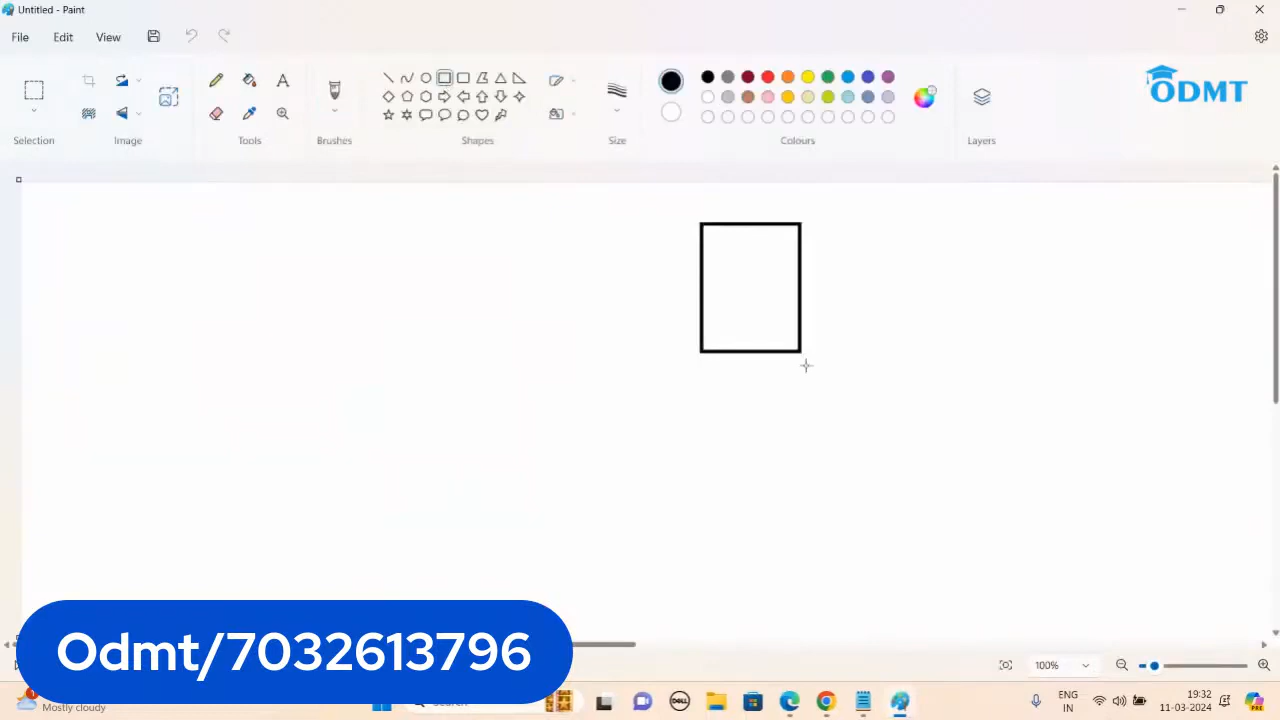 Untitled - Paint
File Edit View
ODMT
Selection Image Tools Brushes Shapes Size Colours Layers
Odmt/7032613796
100%
Mostly cloudy
ENG
IN
19:32
11-03-2024